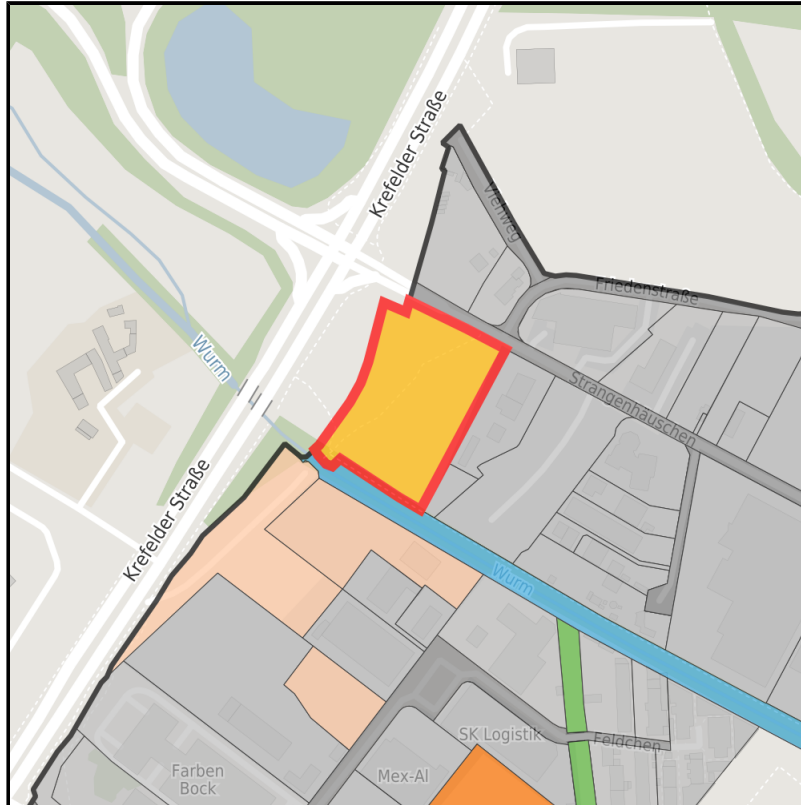 Krefelder Straße
Viehweg
Friedenstraße
Wurm
Strangenhäuschen
Krefelder Straße
Wurm
SK Logistik
Feldchen
Farben
Bock
Mex-Al